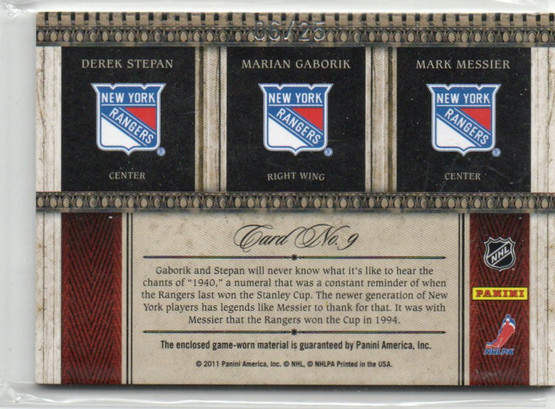 DEREK STEPAN MARIAN GABORIK MARK MESSIER
NEW YORK NEW YORK NEW YORK
RANGERS RANGERS RANGERS
CENTER RIGHT WING CENTER
Card No. 9
Gaborik and Stepan will never know what it's like to hear the
chants of "1940," a numeral that was a constant reminder of when
the Rangers last won the Stanley Cup. The newer generation of New
York players has legends like Messier to thank for that. It was with
Messier that the Rangers won the Cup in 1994.
The enclosed game-worn material is guaranteed by Panini America, Inc.
© 2011 Panini America, Inc. © NHL, © NHLPA Printed in the USA.
NHL
PANINI
NHLPA